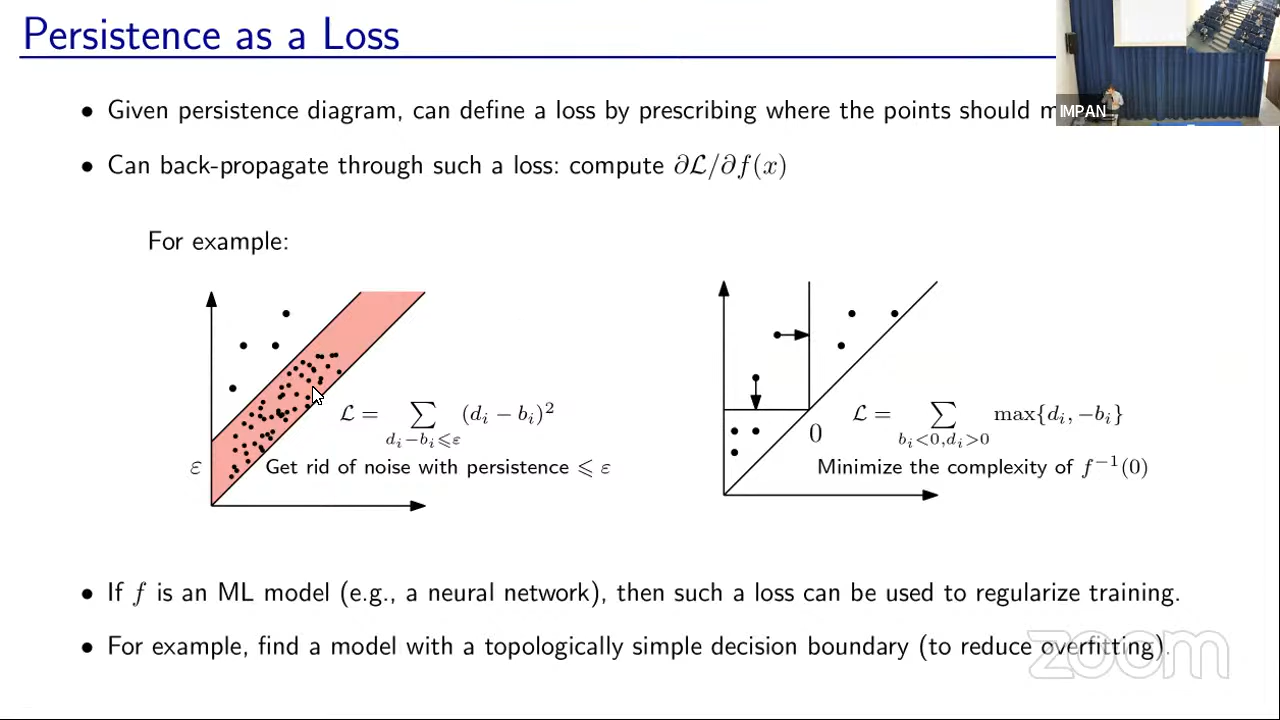 Persistence as a Loss
• Given persistence diagram, can define a loss by prescribing where the points should m
IMPAN
• Can back-propagate through such a loss: compute ∂ℒ/∂f(x)
For example:
ℒ = ∑_{d_i−b_i⩽ε} (d_i − b_i)²
ε
Get rid of noise with persistence ⩽ ε
ℒ = ∑_{b_i<0,d_i>0} max{d_i, −b_i}
0
Minimize the complexity of f⁻¹(0)
• If f is an ML model (e.g., a neural network), then such a loss can be used to regularize training.
• For example, find a model with a topologically simple decision boundary (to reduce overfitting).
zoom